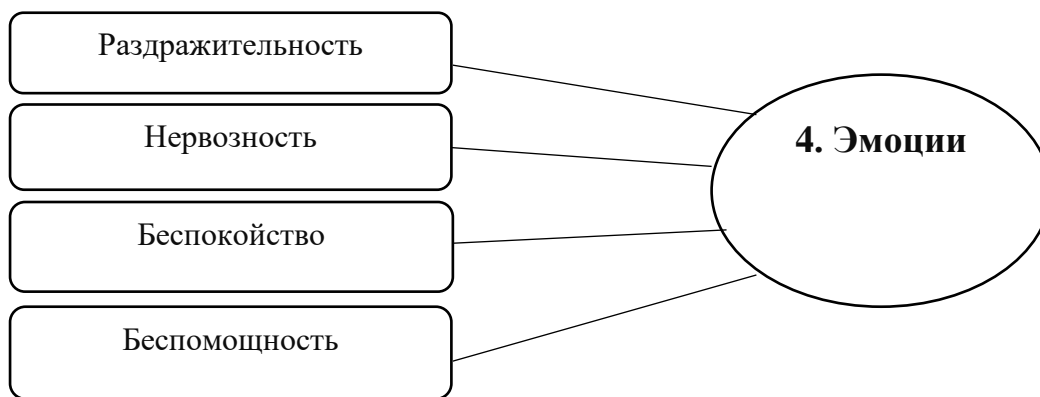 Раздражительность
Нервозность
Беспокойство
Беспомощность
4. Эмоции